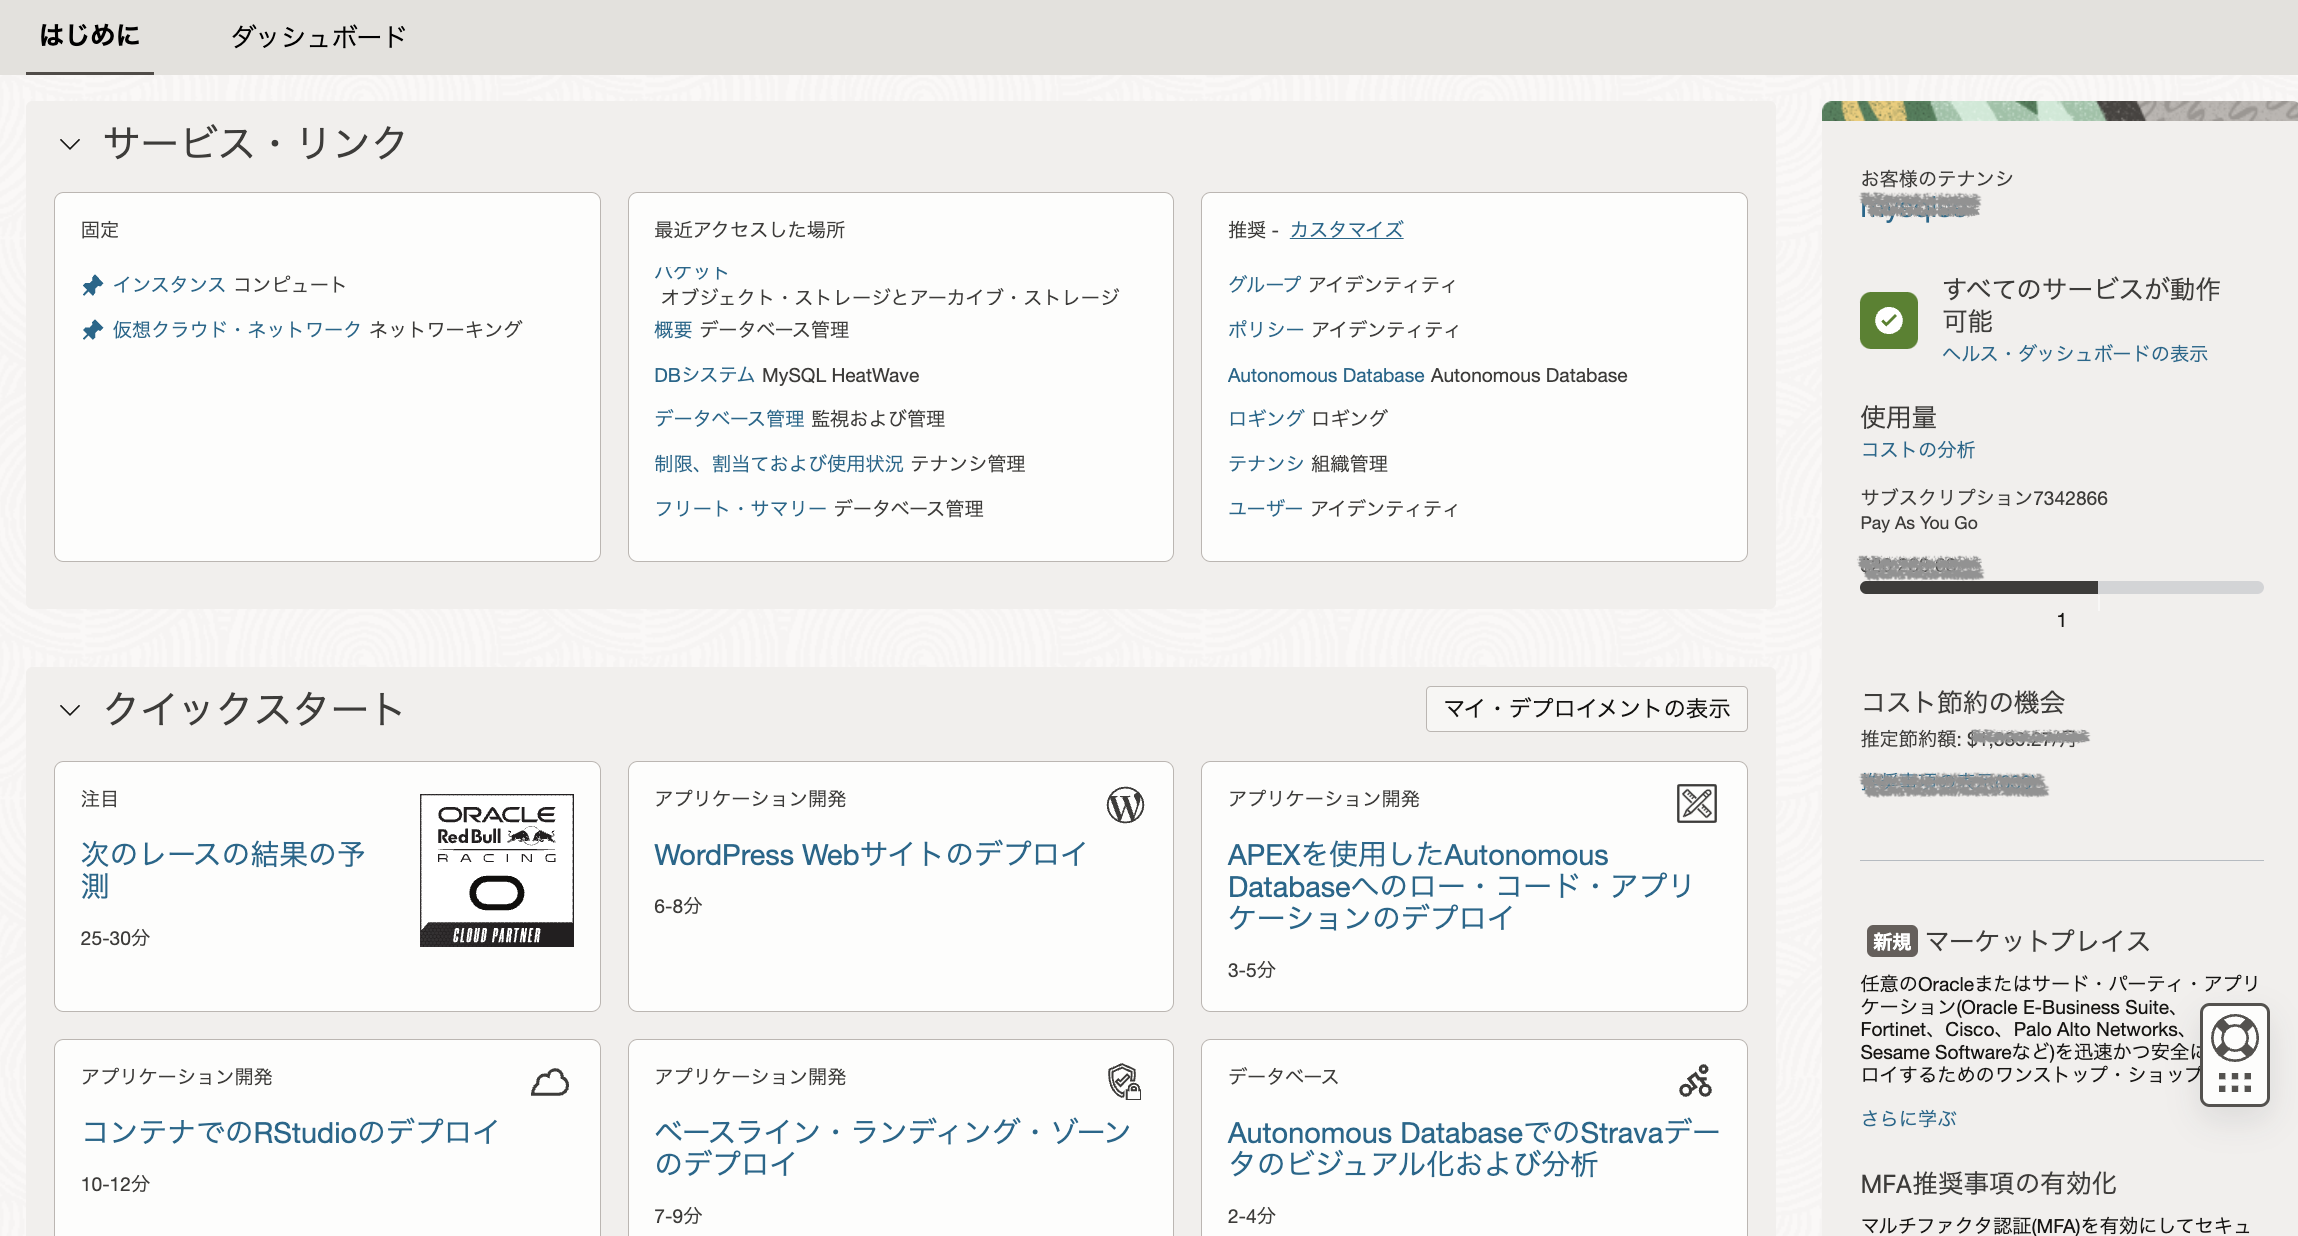 はじめに
ダッシュボード
サービス・リンク
固定
インスタンス コンピュート
仮想クラウド・ネットワーク ネットワーキング
最近アクセスした場所
バケット
オブジェクト・ストレージとアーカイブ・ストレージ
概要 データベース管理
DBシステム MySQL HeatWave
データベース管理 監視および管理
制限、割当ておよび使用状況 テナンシ管理
フリート・サマリー データベース管理
推奨 - カスタマイズ
グループ アイデンティティ
ポリシー アイデンティティ
Autonomous Database Autonomous Database
ロギング ロギング
テナンシ 組織管理
ユーザー アイデンティティ
クイックスタート
マイ・デプロイメントの表示
注目
次のレースの結果の予
測
25-30分
ORACLE
Red Bull
RACING
CLOUD PARTNER
アプリケーション開発
WordPress Webサイトのデプロイ
6-8分
アプリケーション開発
APEXを使用したAutonomous
Databaseへのロー・コード・アプリ
ケーションのデプロイ
3-5分
アプリケーション開発
コンテナでのRStudioのデプロイ
10-12分
アプリケーション開発
ベースライン・ランディング・ゾーン
のデプロイ
7-9分
データベース
Autonomous DatabaseでのStravaデー
タのビジュアル化および分析
2-4分
お客様のテナンシ
すべてのサービスが動作
可能
ヘルス・ダッシュボードの表示
使用量
コストの分析
サブスクリプション7342866
Pay As You Go
1
コスト節約の機会
推定節約額:
新規 マーケットプレイス
任意のOracleまたはサード・パーティ・アプリ
ケーション(Oracle E-Business Suite、
Fortinet、Cisco、Palo Alto Networks、
Sesame Softwareなど)を迅速かつ安全に
ロイするためのワンストップ・ショップ
さらに学ぶ
MFA推奨事項の有効化
マルチファクタ認証(MFA)を有効にしてセキュ